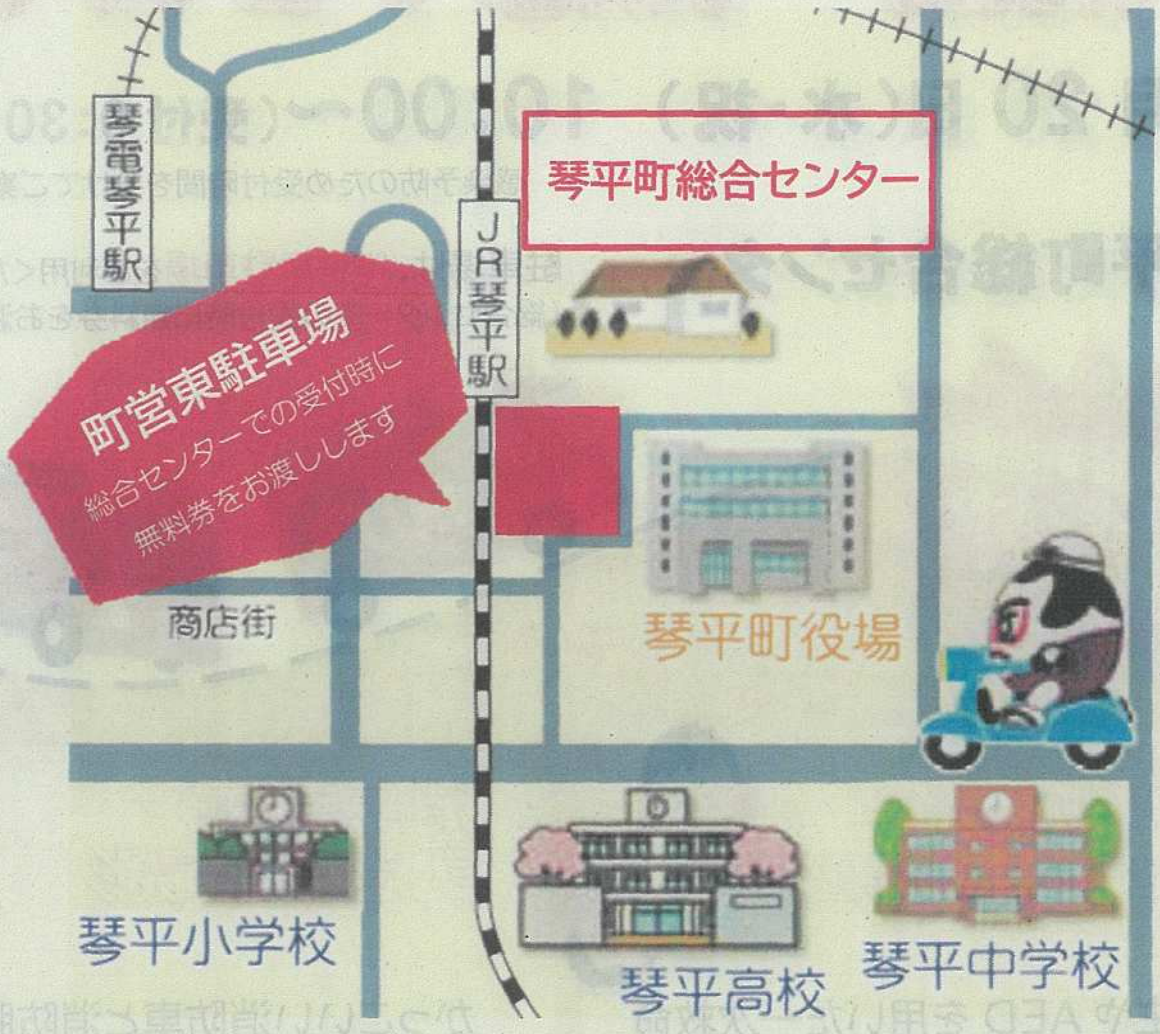 琴電琴平駅
JR琴平駅
琴平町総合センター
町営東駐車場
総合センターでの受付時に
無料券をお渡しします
商店街
琴平町役場
琴平小学校
琴平高校
琴平中学校